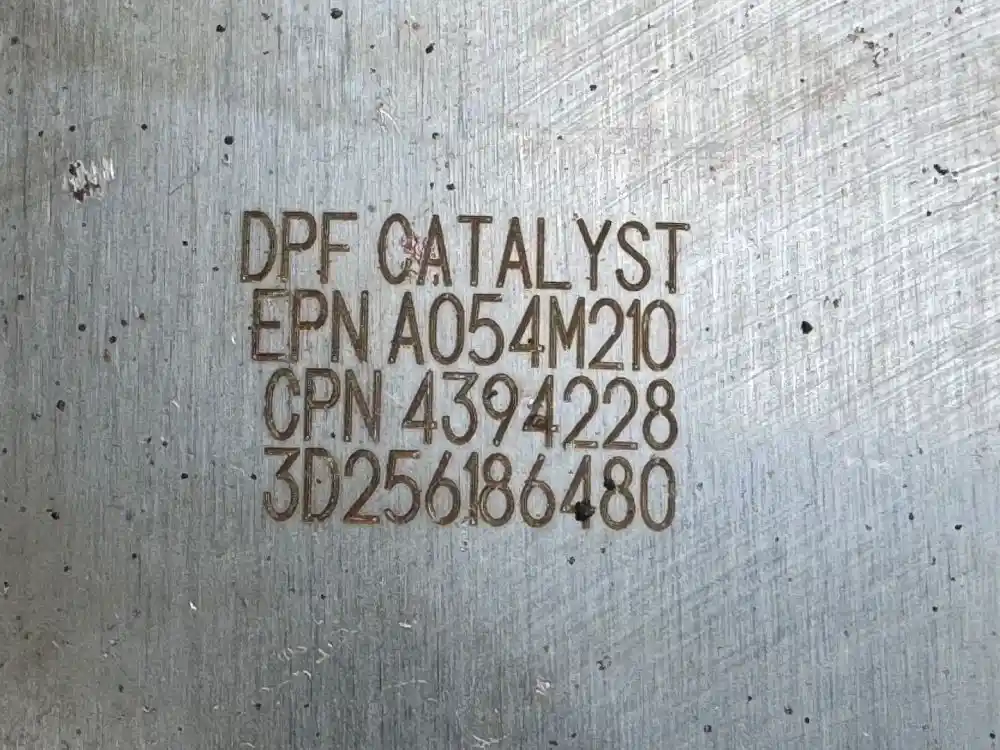 DPF CATALYST
EPN A054M210
CPN 4394228
3D256186480